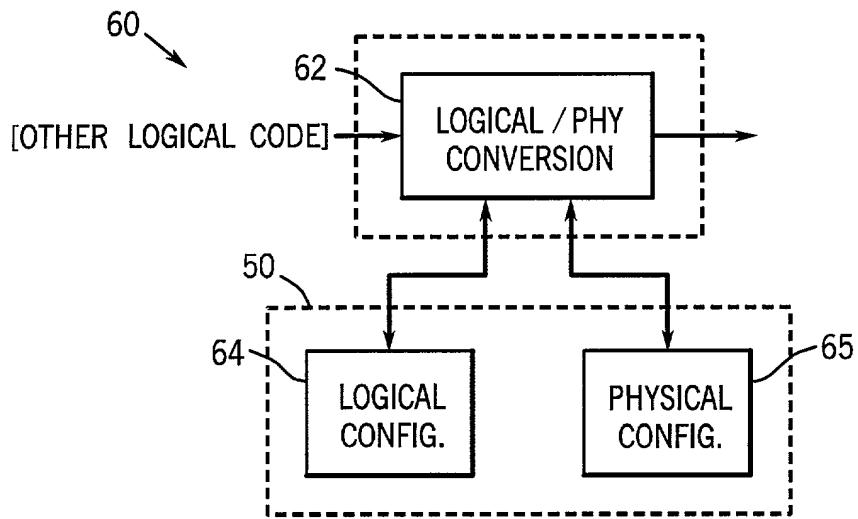 60
62
[OTHER LOGICAL CODE]
LOGICAL / PHY
CONVERSION
50
64
65
LOGICAL
CONFIG.
PHYSICAL
CONFIG.